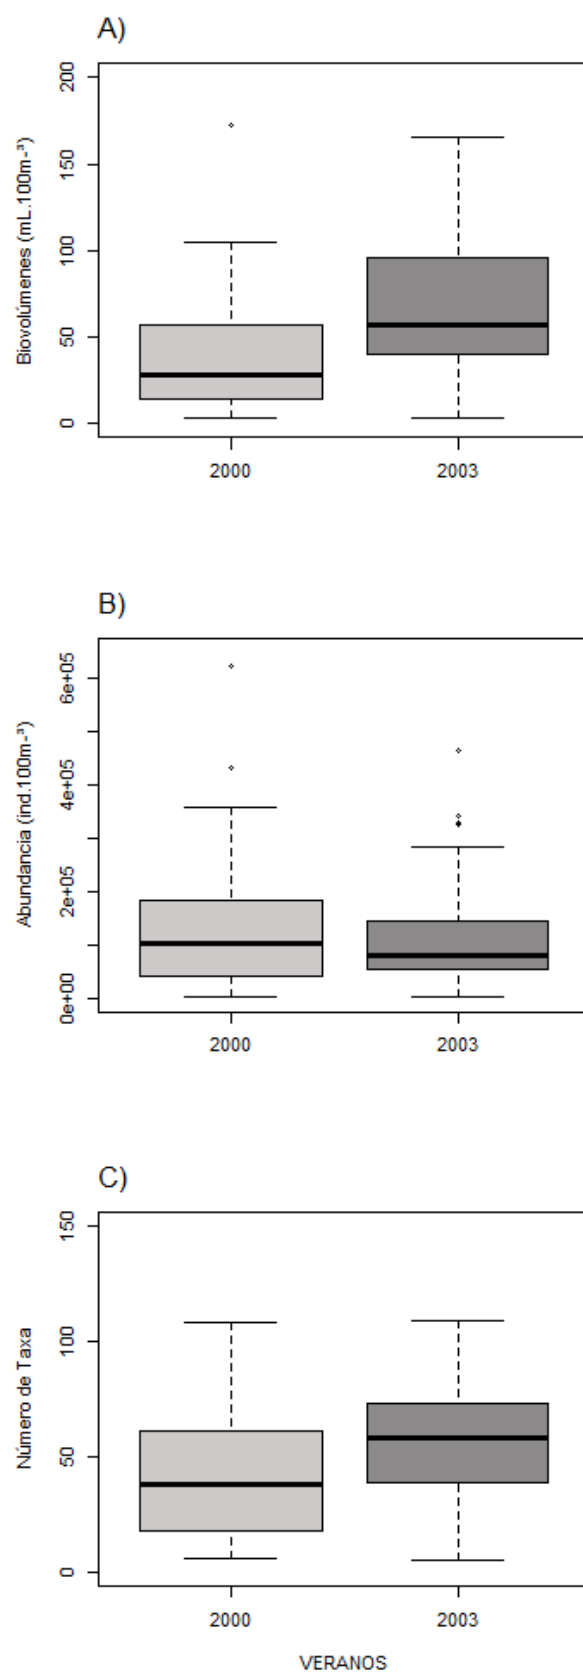 A)
Biovolúmenes (mL.100m-³)
200
150
100
50
0
2000 2003
B)
Abundancia (ind.100m-³)
6e+05
4e+05
2e+05
0e+00
2000 2003
C)
Número de Taxa
150
100
50
0
2000 2003
VERANOS